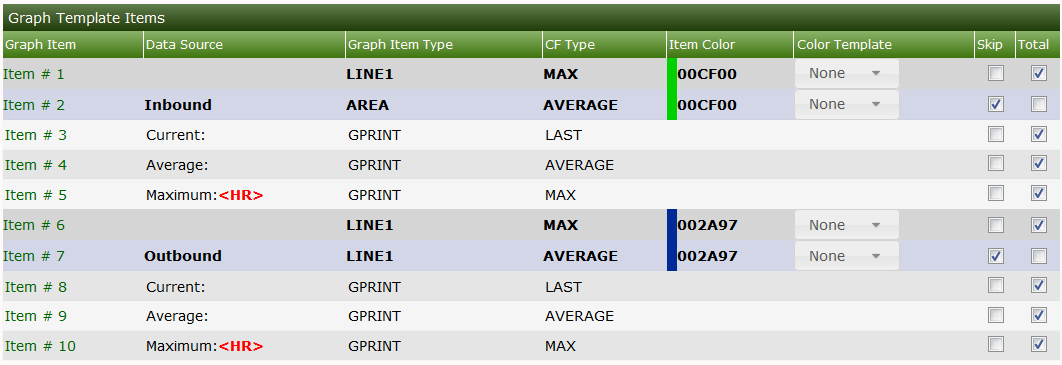 Graph Template Items
Graph Item Data Source Graph Item Type CF Type Item Color Color Template Skip Total
Item # 1 LINE1 MAX 00CF00 None
Item # 2 Inbound AREA AVERAGE 00CF00 None
Item # 3 Current: GPRINT LAST
Item # 4 Average: GPRINT AVERAGE
Item # 5 Maximum:<HR> GPRINT MAX
Item # 6 LINE1 MAX 002A97 None
Item # 7 Outbound LINE1 AVERAGE 002A97 None
Item # 8 Current: GPRINT LAST
Item # 9 Average: GPRINT AVERAGE
Item # 10 Maximum:<HR> GPRINT MAX